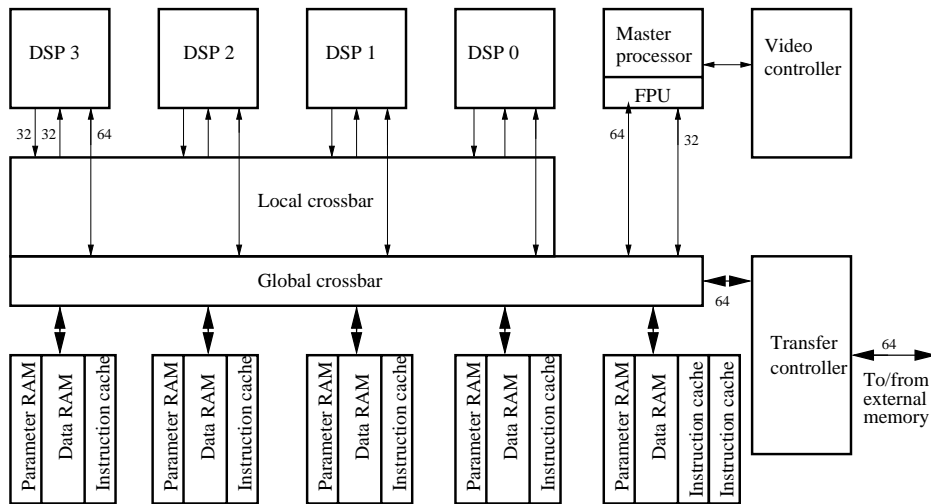 DSP 3
DSP 2
DSP 1
DSP 0
Master
processor
FPU
Video
controller
32
32
64
64
32
Local crossbar
Global crossbar
64
Parameter RAM
Data RAM
Instruction cache
Parameter RAM
Data RAM
Instruction cache
Parameter RAM
Data RAM
Instruction cache
Parameter RAM
Data RAM
Instruction cache
Parameter RAM
Data RAM
Instruction cache
Instruction cache
Transfer
controller
64
To/from
external
memory